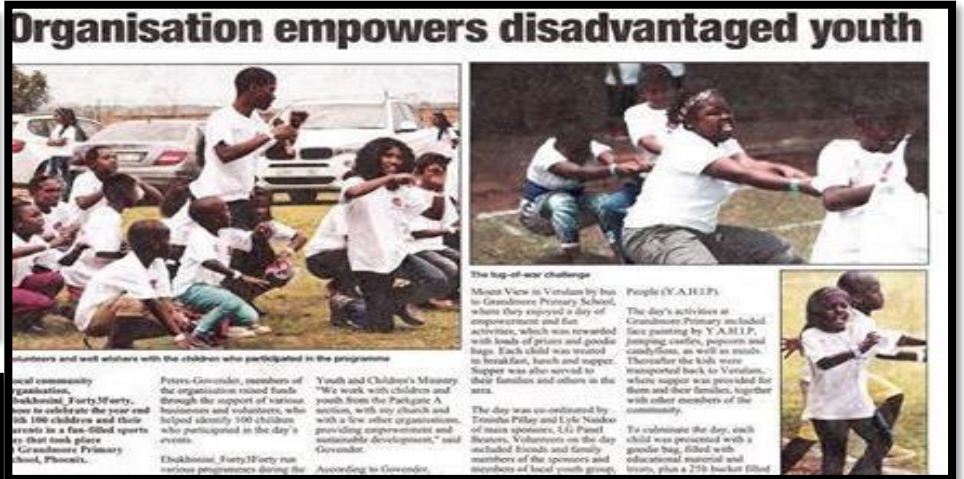 Organisation empowers disadvantaged youth
The tug-of-war challenge
volunteers and well wishers with the children who participated in the programme
local community
organisation,
Ebukhosini_Forty3Forty,
chose to celebrate the year end
with 100 children and their
parents in a fun-filled sports
day that took place
at Grandmore Primary
School, Phoenix.
Peters-Govender, members of
the organisation raised funds
through the support of various
businesses and volunteers, who
helped identify 100 children
who participated in the day's
events.
Ebukhosini_Forty3Forty run
various programmes during the
Youth and Children's Ministry.
"We work with children and
youth from the Parkgate A
section, with my church and
with a few other organisations,
providing empowerment and
sustainable development," said
Govender.
According to Govender,
Mount View in Verulam by bus
to Grandmore Primary School,
where they enjoyed a day of
empowerment and fun
activities, which was rewarded
with loads of prizes and goodie
bags. Each child was treated
to breakfast, lunch and supper.
Supper was also served to
their families and others in the
area.
The day was co-ordinated by
Trinisha Pillay and Lyle Naidoo
of main sponsors, LG Panel
Beaters. Volunteers on the day
included friends and family
members of the sponsors and
members of local youth group,
People (Y.A.H.I.P).
The day's activities at
Grandmore Primary included
face painting by Y.A.H.I.P,
jumping castles, popcorn and
candyfloss, as well as meals.
Thereafter the kids were
transported back to Verulam,
where supper was provided for
them and their families, together
with other members of the
community.
To culminate the day, each
child was presented with a
goodie bag, filled with
educational material and
treats, plus a 25lt bucket filled